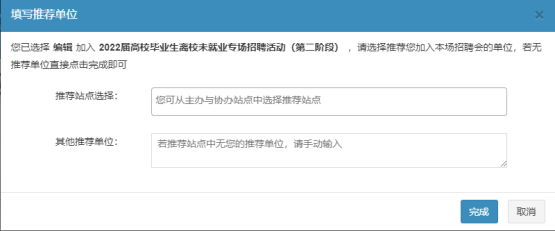 填写推荐单位
×
您已选择 编辑 加入 2022届高校毕业生离校未就业专场招聘活动（第二阶段） ，请选择推荐您加入本场招聘会的单位，若无
推荐单位直接点击完成即可
推荐站点选择：
您可从主办与协办站点中选择推荐站点
其他推荐单位：
若推荐站点中无您的推荐单位，请手动输入
完成 取消